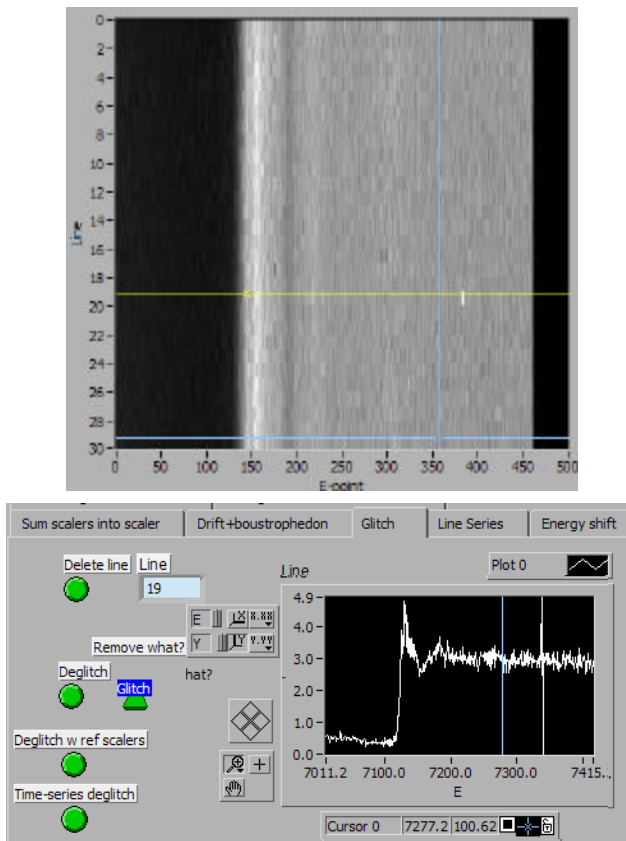 0
2
4
6
8
10
12
14
16
18
20
22
24
26
28
30
Line
0 50 100 150 200 250 300 350 400 450 500
E-point
Sum scalers into scaler Drift+boustrophedon Glitch Line Series Energy shift
Delete line Line
19
Line Plot 0
E X X.XX
Y Y Y.YY
Remove what?
hat?
Deglitch
Glitch
Deglitch w ref scalers
Time-series deglitch
4.9
4.0
3.0
2.0
1.0
0.0
7011.2 7100.0 7200.0 7300.0 7415.
E
Cursor 0 7277.2 100.62